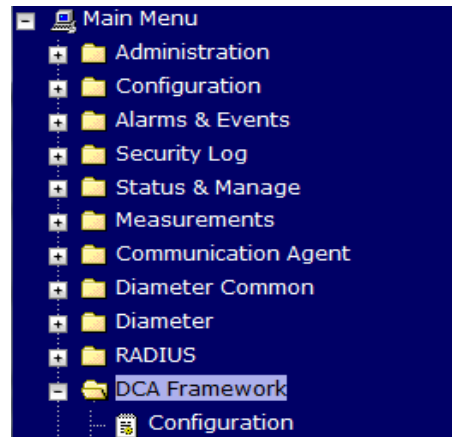 Main Menu
Administration
Configuration
Alarms & Events
Security Log
Status & Manage
Measurements
Communication Agent
Diameter Common
Diameter
RADIUS
DCA Framework
Configuration